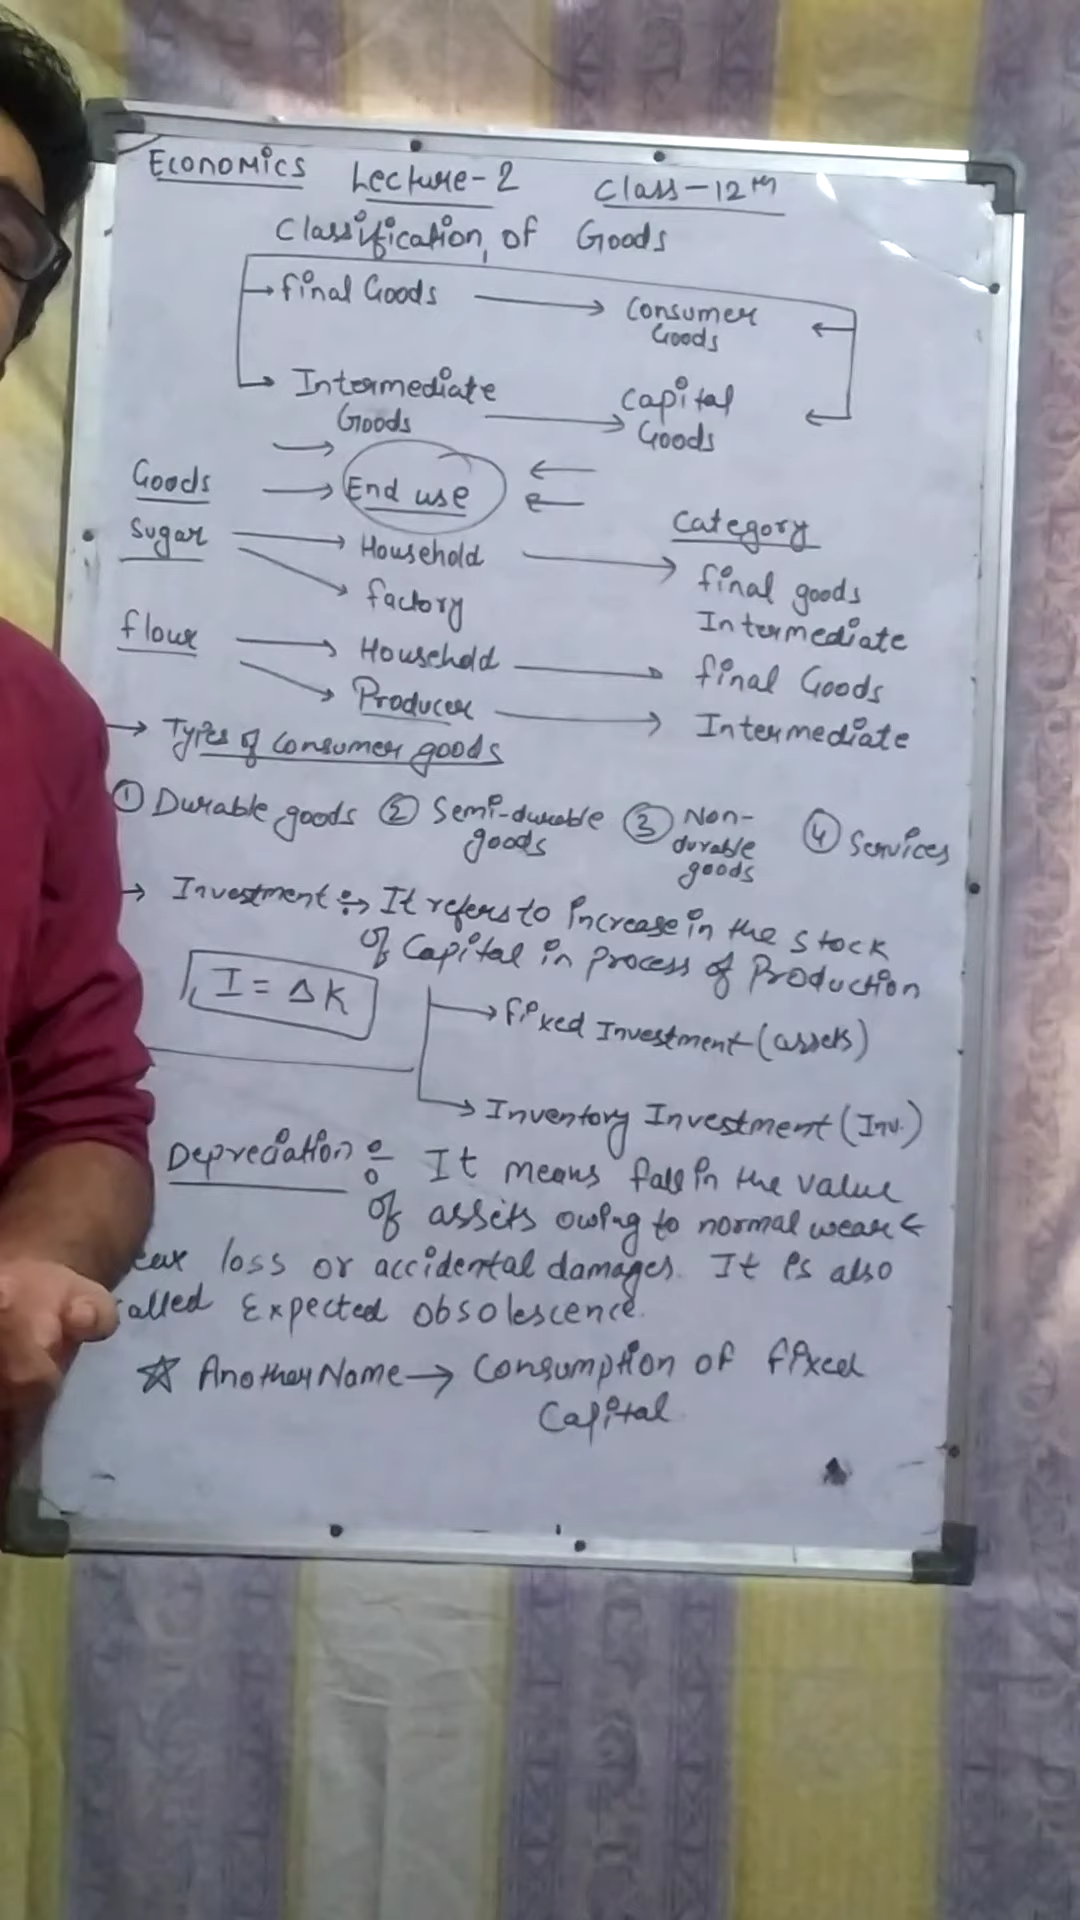 Economics Lecture-2 Class-12th
Classification of Goods
→ final Goods → Consumer Goods ←
→ Intermediate Goods → Capital Goods ←
Goods → End use ← Category
Sugar → Household → final goods
→ factory Intermediate
flour → Household → final Goods
→ Producer → Intermediate
→ Types of consumer goods
① Durable goods ② Semi-durable goods ③ Non-durable goods ④ Services
→ Investment :→ It refers to increase in the stock
of Capital in process of Production
I = ΔK
→ fixed Investment (assets)
→ Inventory Investment (Inv.)
Depreciation : It means fall in the value
of assets owing to normal wear &
tear loss or accidental damages. It is also
called Expected obsolescence.
☆ Another Name → Consumption of fixed
Capital